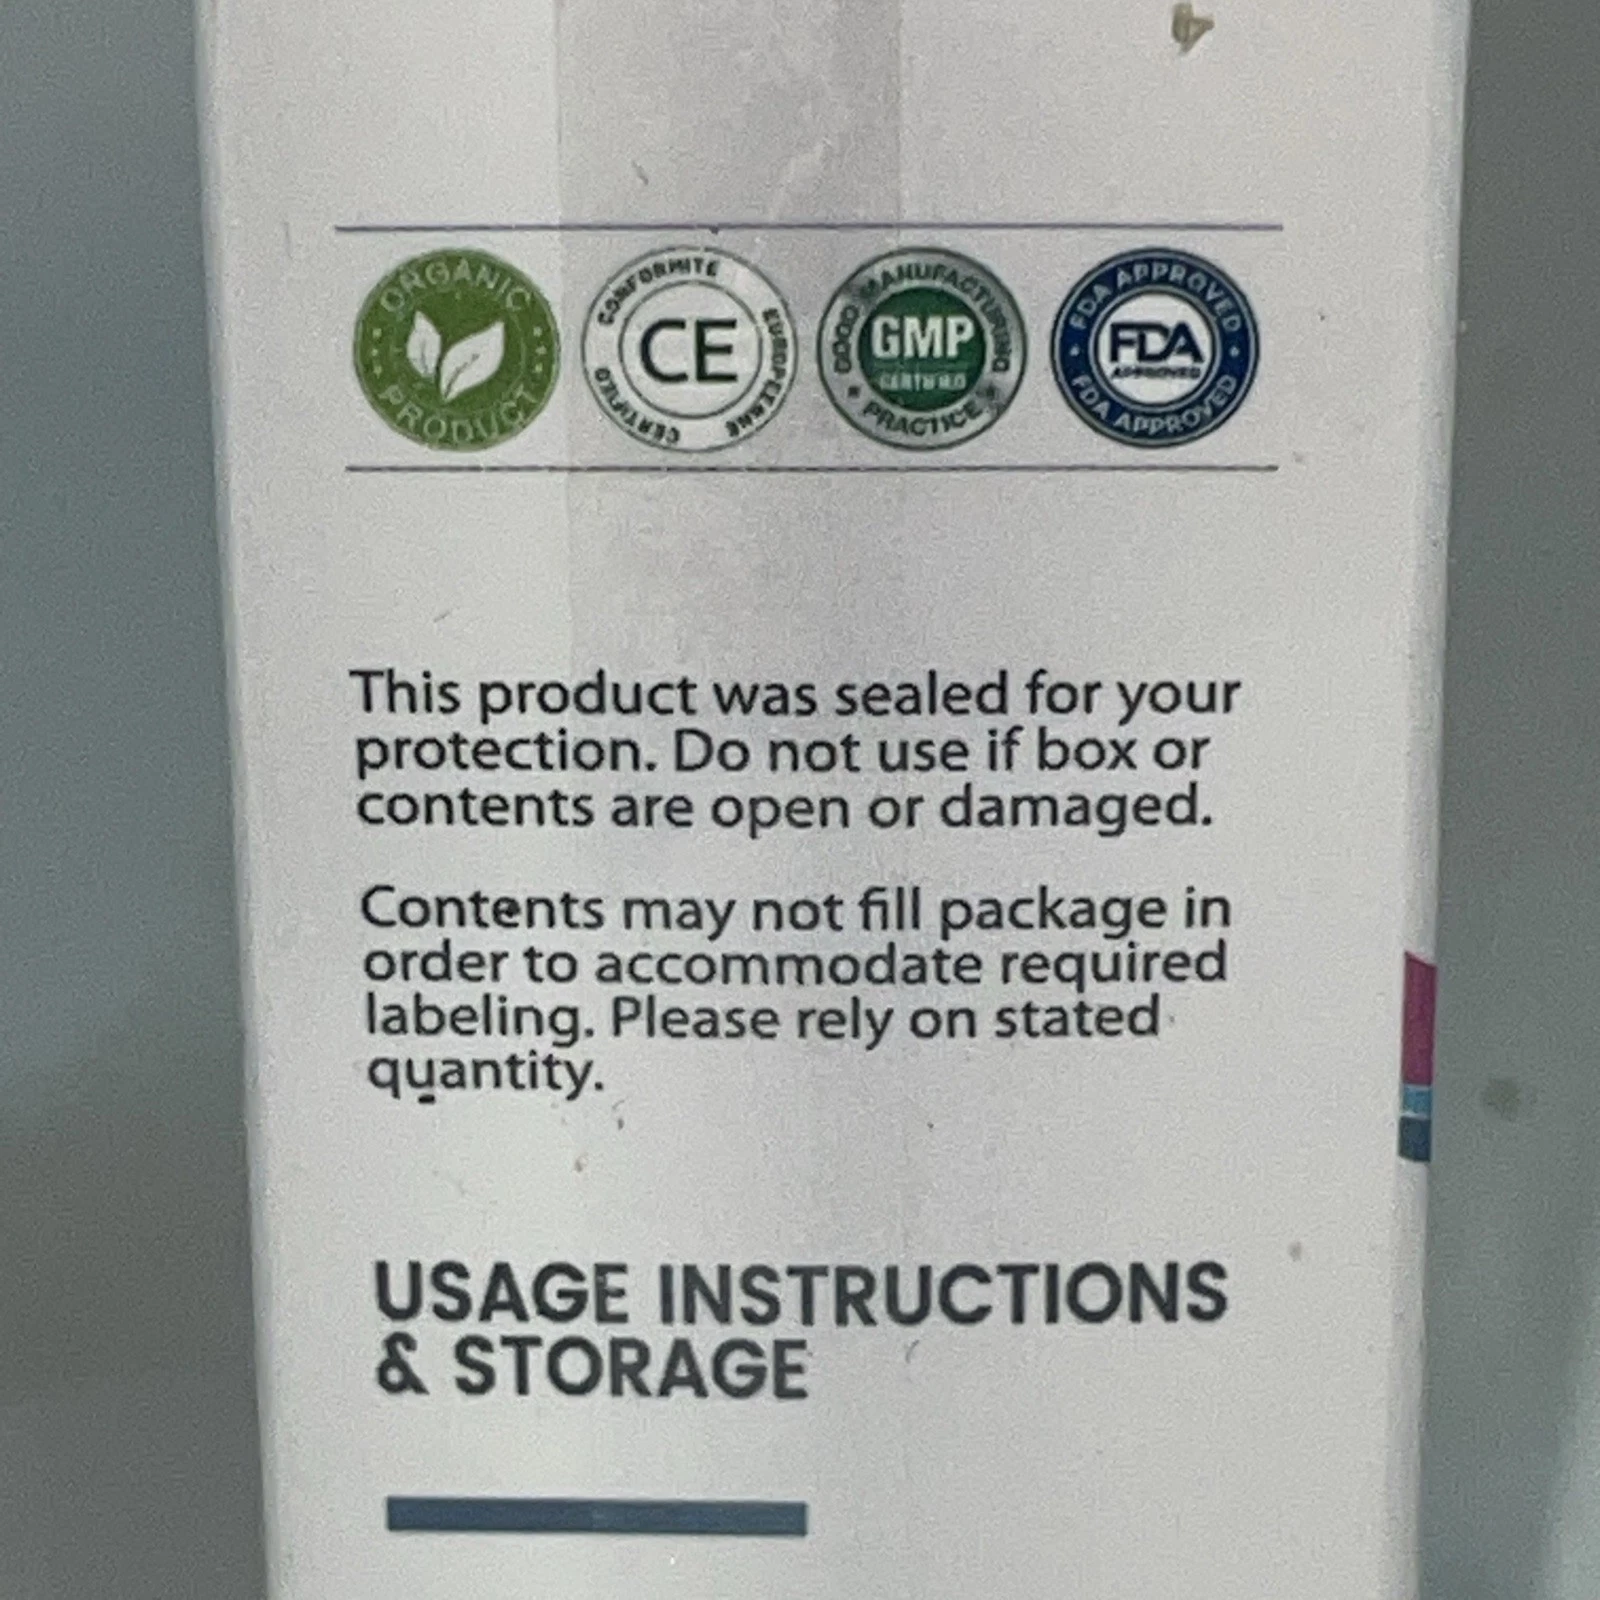 ORGANIC
PRODUCT
CONFORMITE
EUROPEENNE
CERTIFIED
CE
GOOD MANUFACTURING
PRACTICE
GMP
CERTIFIED
FDA APPROVED
FDA
APPROVED
FDA APPROVED
This product was sealed for your
protection. Do not use if box or
contents are open or damaged.
Contents may not fill package in
order to accommodate required
labeling. Please rely on stated
quantity.
USAGE INSTRUCTIONS
& STORAGE